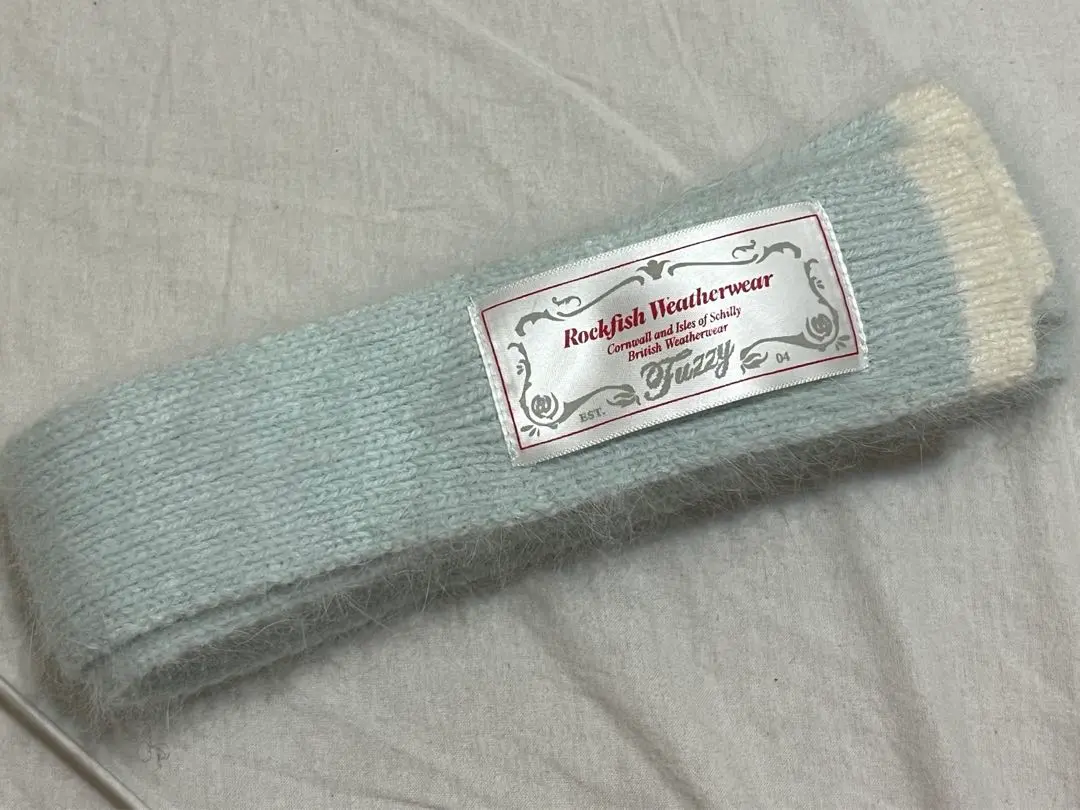 Rockfish Weatherwear
Cornwall and Isles of Schilly
British Weatherwear
Fuzzy
EST. 04